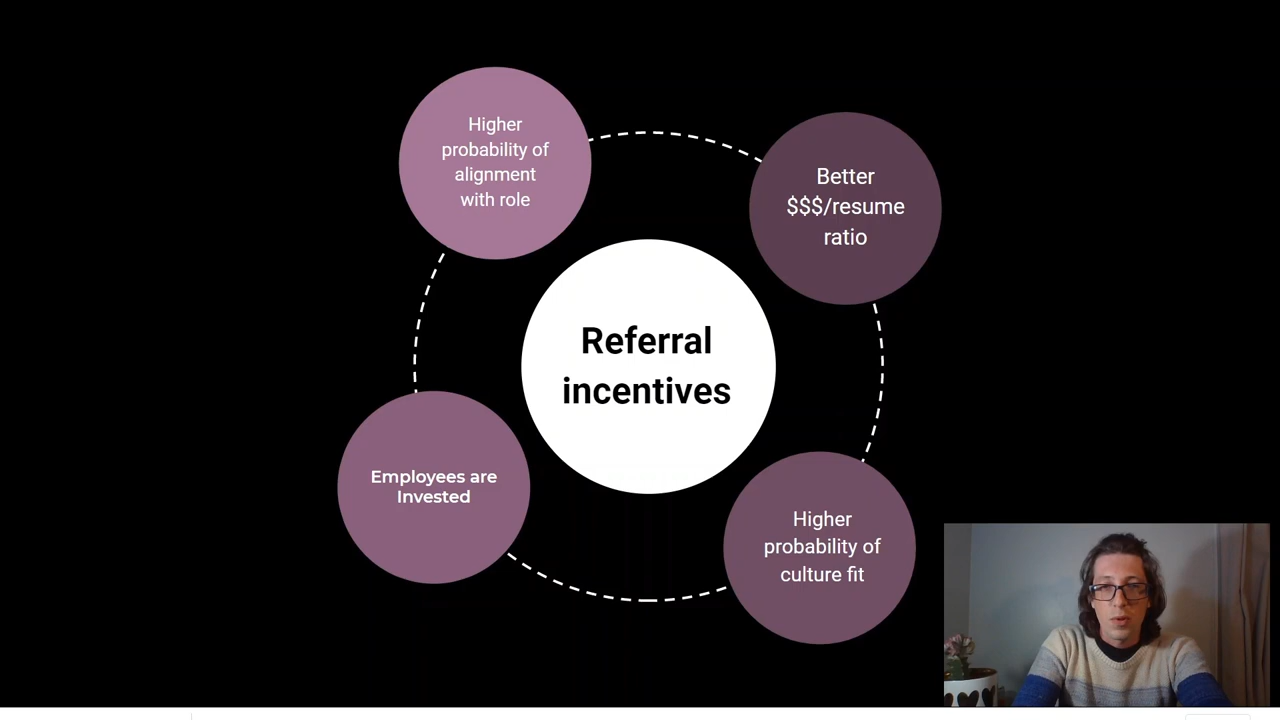 Higher
probability of
alignment
with role
Better
$$$/resume
ratio
Referral
incentives
Employees are
Invested
Higher
probability of
culture fit